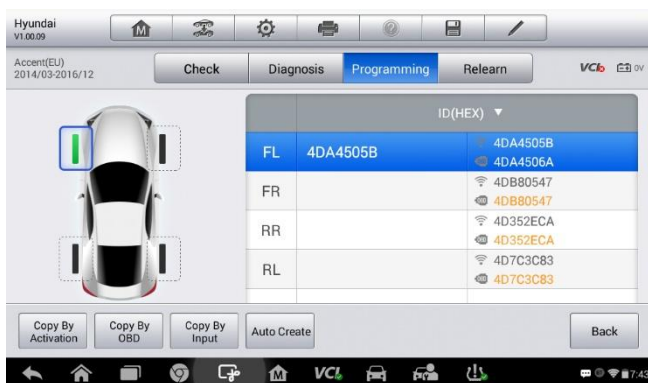 Hyundai
V1.00.09
Accent(EU)
2014/03-2016/12
Check
Diagnosis
Programming
Relearn
VCI
0V
ID(HEX) ▼
FL 4DA4505B 4DA4505B
4DA4506A
FR 4DB80547
4DB80547
RR 4D352ECA
4D352ECA
RL 4D7C3C83
4D7C3C83
Copy By
Activation
Copy By
OBD
Copy By
Input
Auto Create
Back
VCI
7:43